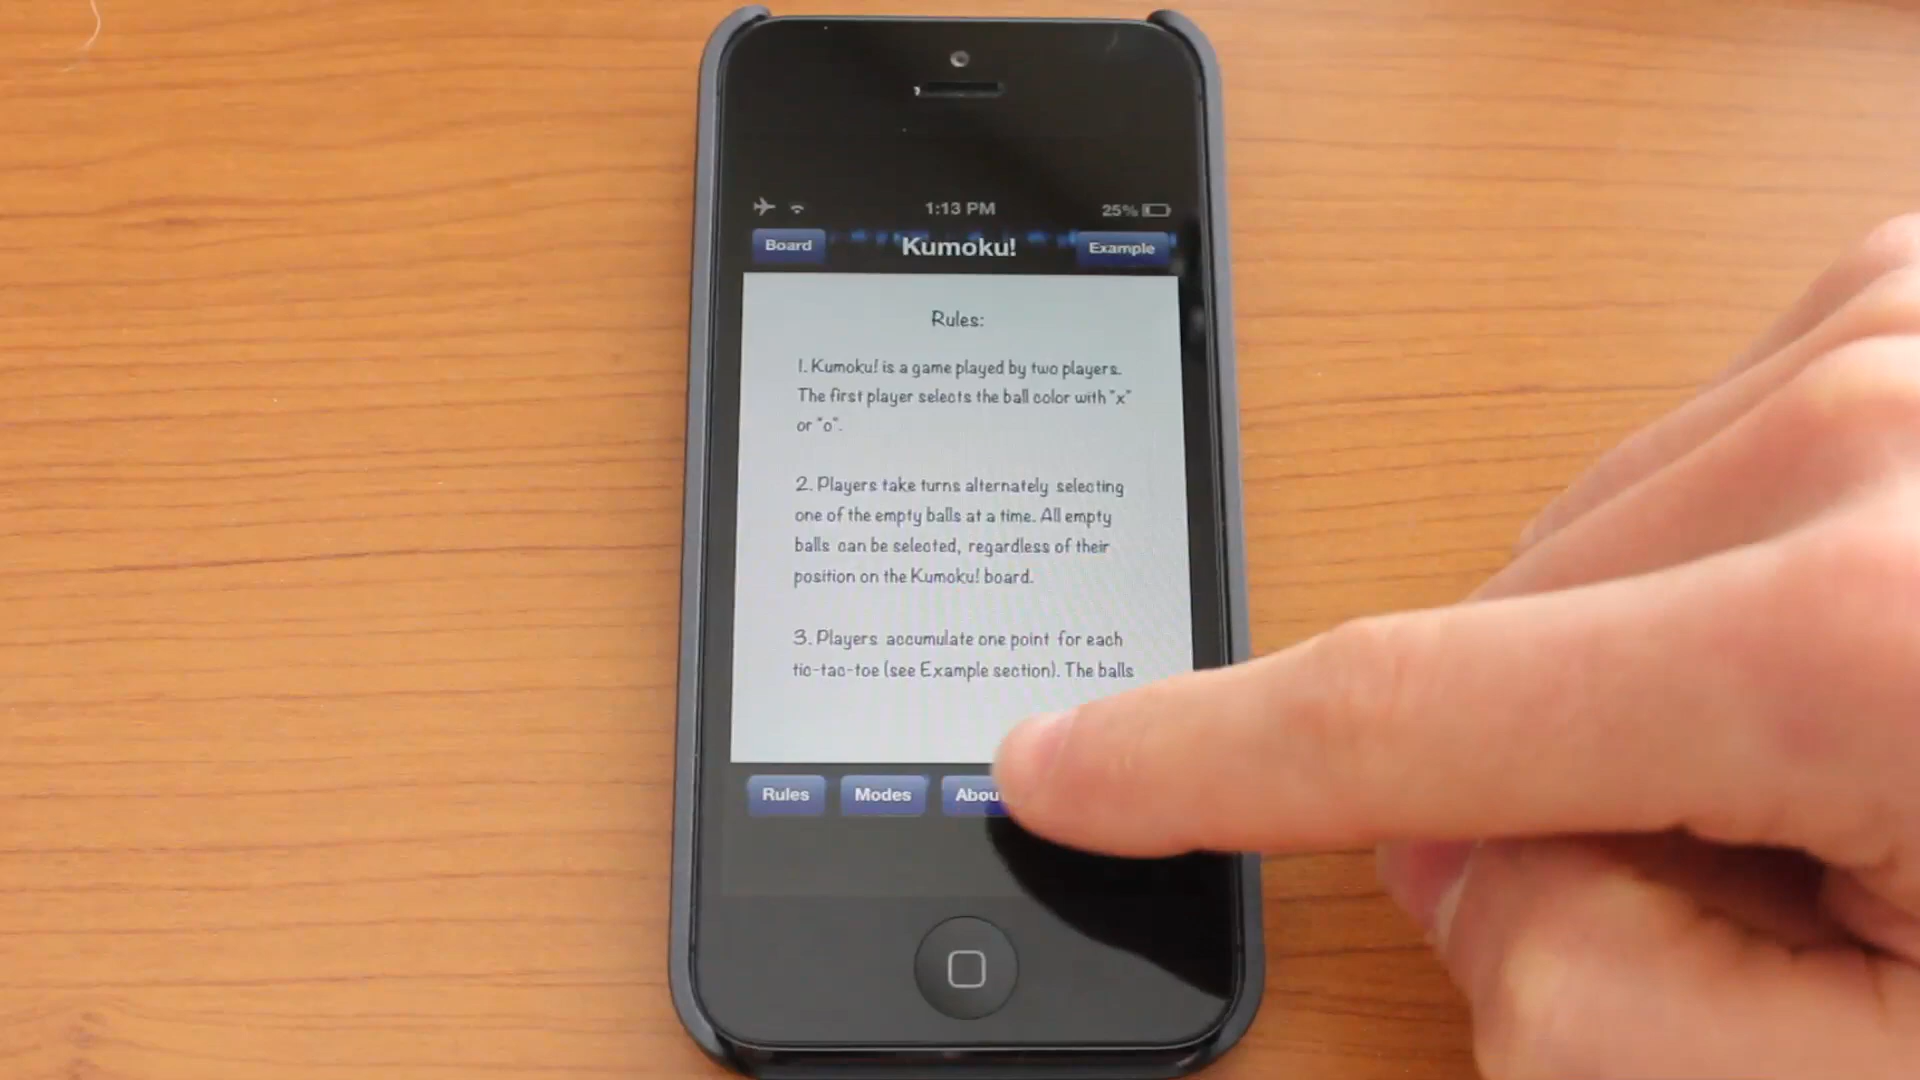 1:13 PM
25%
Board
Kumoku!
Example
Rules:
1. Kumoku! is a game played by two players.
The first player selects the ball color with "x"
or "o".
2. Players take turns alternately selecting
one of the empty balls at a time. All empty
balls can be selected, regardless of their
position on the Kumoku! board.
3. Players accumulate one point for each
tic-tac-toe (see Example section). The balls
Rules
Modes
Abou